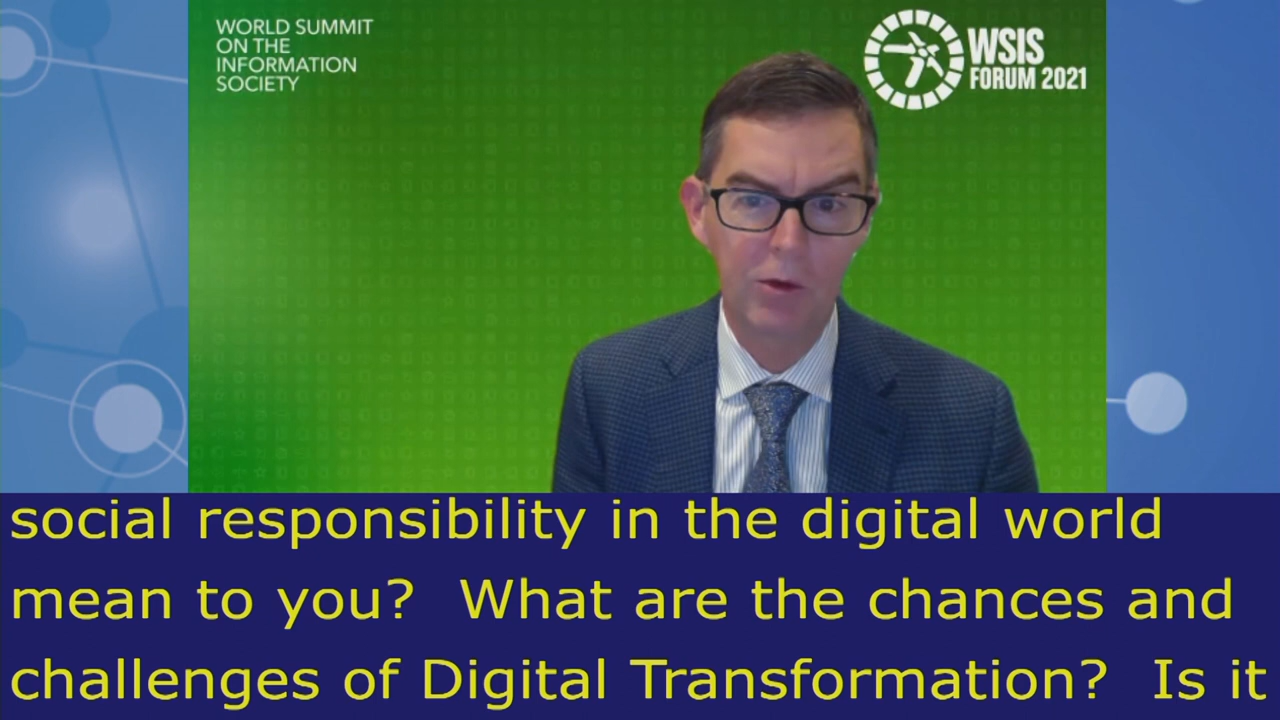 WORLD SUMMIT
ON THE
INFORMATION
SOCIETY
WSIS
FORUM 2021
social responsibility in the digital world
mean to you?  What are the chances and
challenges of Digital Transformation?  Is it